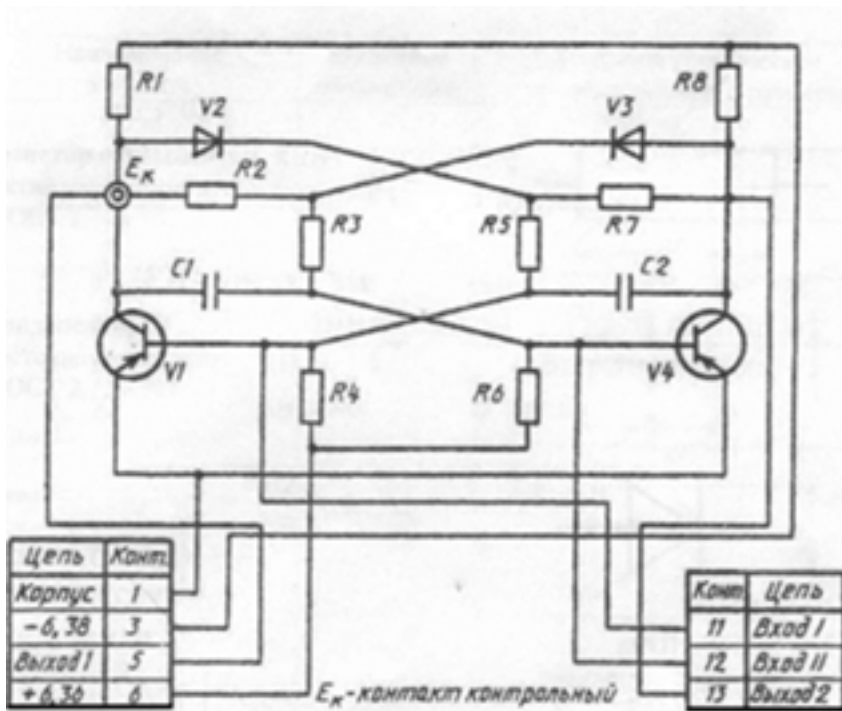 R1
V2
V3
R8
Eк
R2
R3
R5
R7
C1
C2
V1
V4
R4
R6
Цепь Конт.
Корпус 1
-6,3В 3
Выход 1 5
+6,3б 6
Конт Цепь
11 Вход I
12 Вход II
13 Выход 2
Eк-контакт контрольный